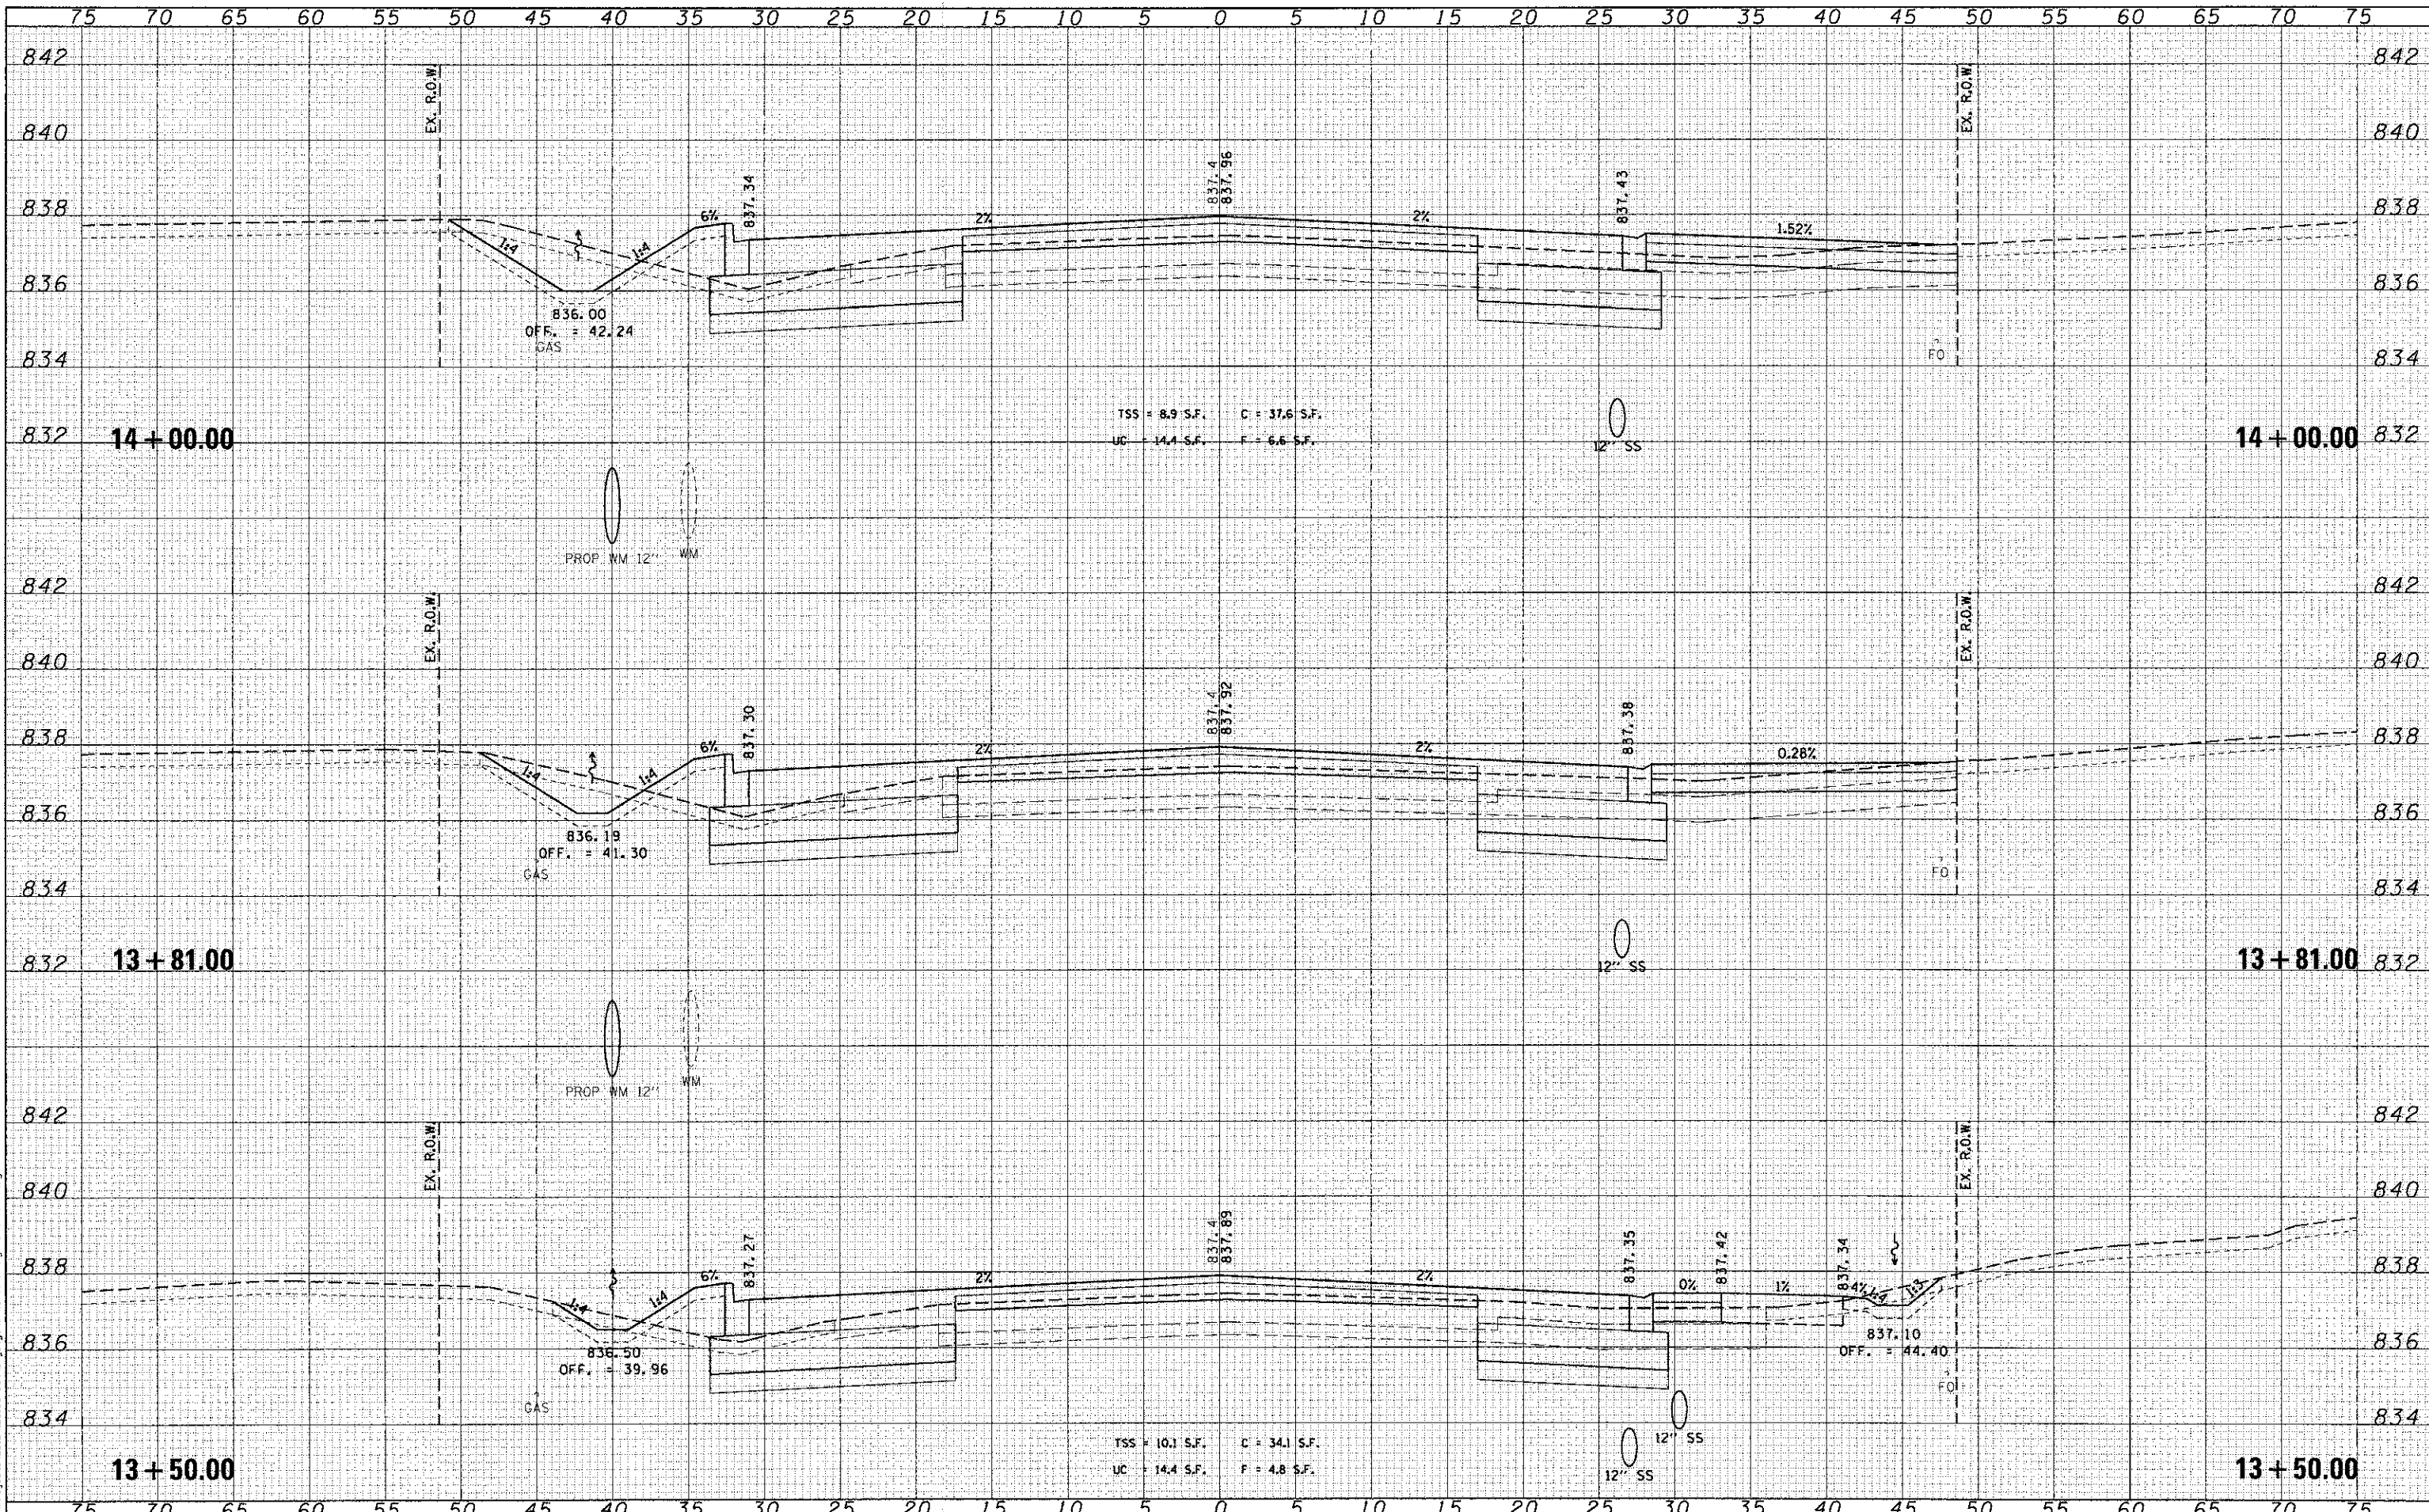 75 70 65 60 55 50 45 40 35 30 25 20 15 10 5 0 5 10 15 20 25 30 35 40 45 50 55 60 65 70 75
842 EX. R.O.W. EX. R.O.W. 842
840 840
837.34 837.4 837.96 837.43
838 6% 2% 2% 1.52% 838
1:4 1:4
836 836
836.00
OFF. = 42.24
GAS FO
834 834
TSS = 8.9 S.F. C = 37.6 S.F.
14 + 00.00 UC = 14.4 S.F. F = 6.6 S.F. 12" SS 14 + 00.00
832 832
PROP WM 12" WM
842 EX. R.O.W. EX. R.O.W. 842
840 840
837.30 837.4 837.92 837.38
838 6% 2% 2% 0.28% 838
1:4 1:4
836 836
836.19
OFF. = 41.30
GAS FO
834 834
13 + 81.00 12" SS 13 + 81.00
832 832
PROP WM 12" WM
842 EX. R.O.W. EX. R.O.W. 842
840 840
837.27 837.4 837.89 837.35 837.42 837.34
838 6% 2% 2% 0% 1% 4% 838
1:4 1:4 1:4 1:3
836 836
836.50 837.10
OFF. = 39.96 OFF. = 44.40
GAS FO
834 834
TSS = 10.1 S.F. C = 34.1 S.F. 12" SS
13 + 50.00 UC = 14.4 S.F. F = 4.8 S.F. 12" SS 13 + 50.00
75 70 65 60 55 50 45 40 35 30 25 20 15 10 5 0 5 10 15 20 25 30 35 40 45 50 55 60 65 70 75